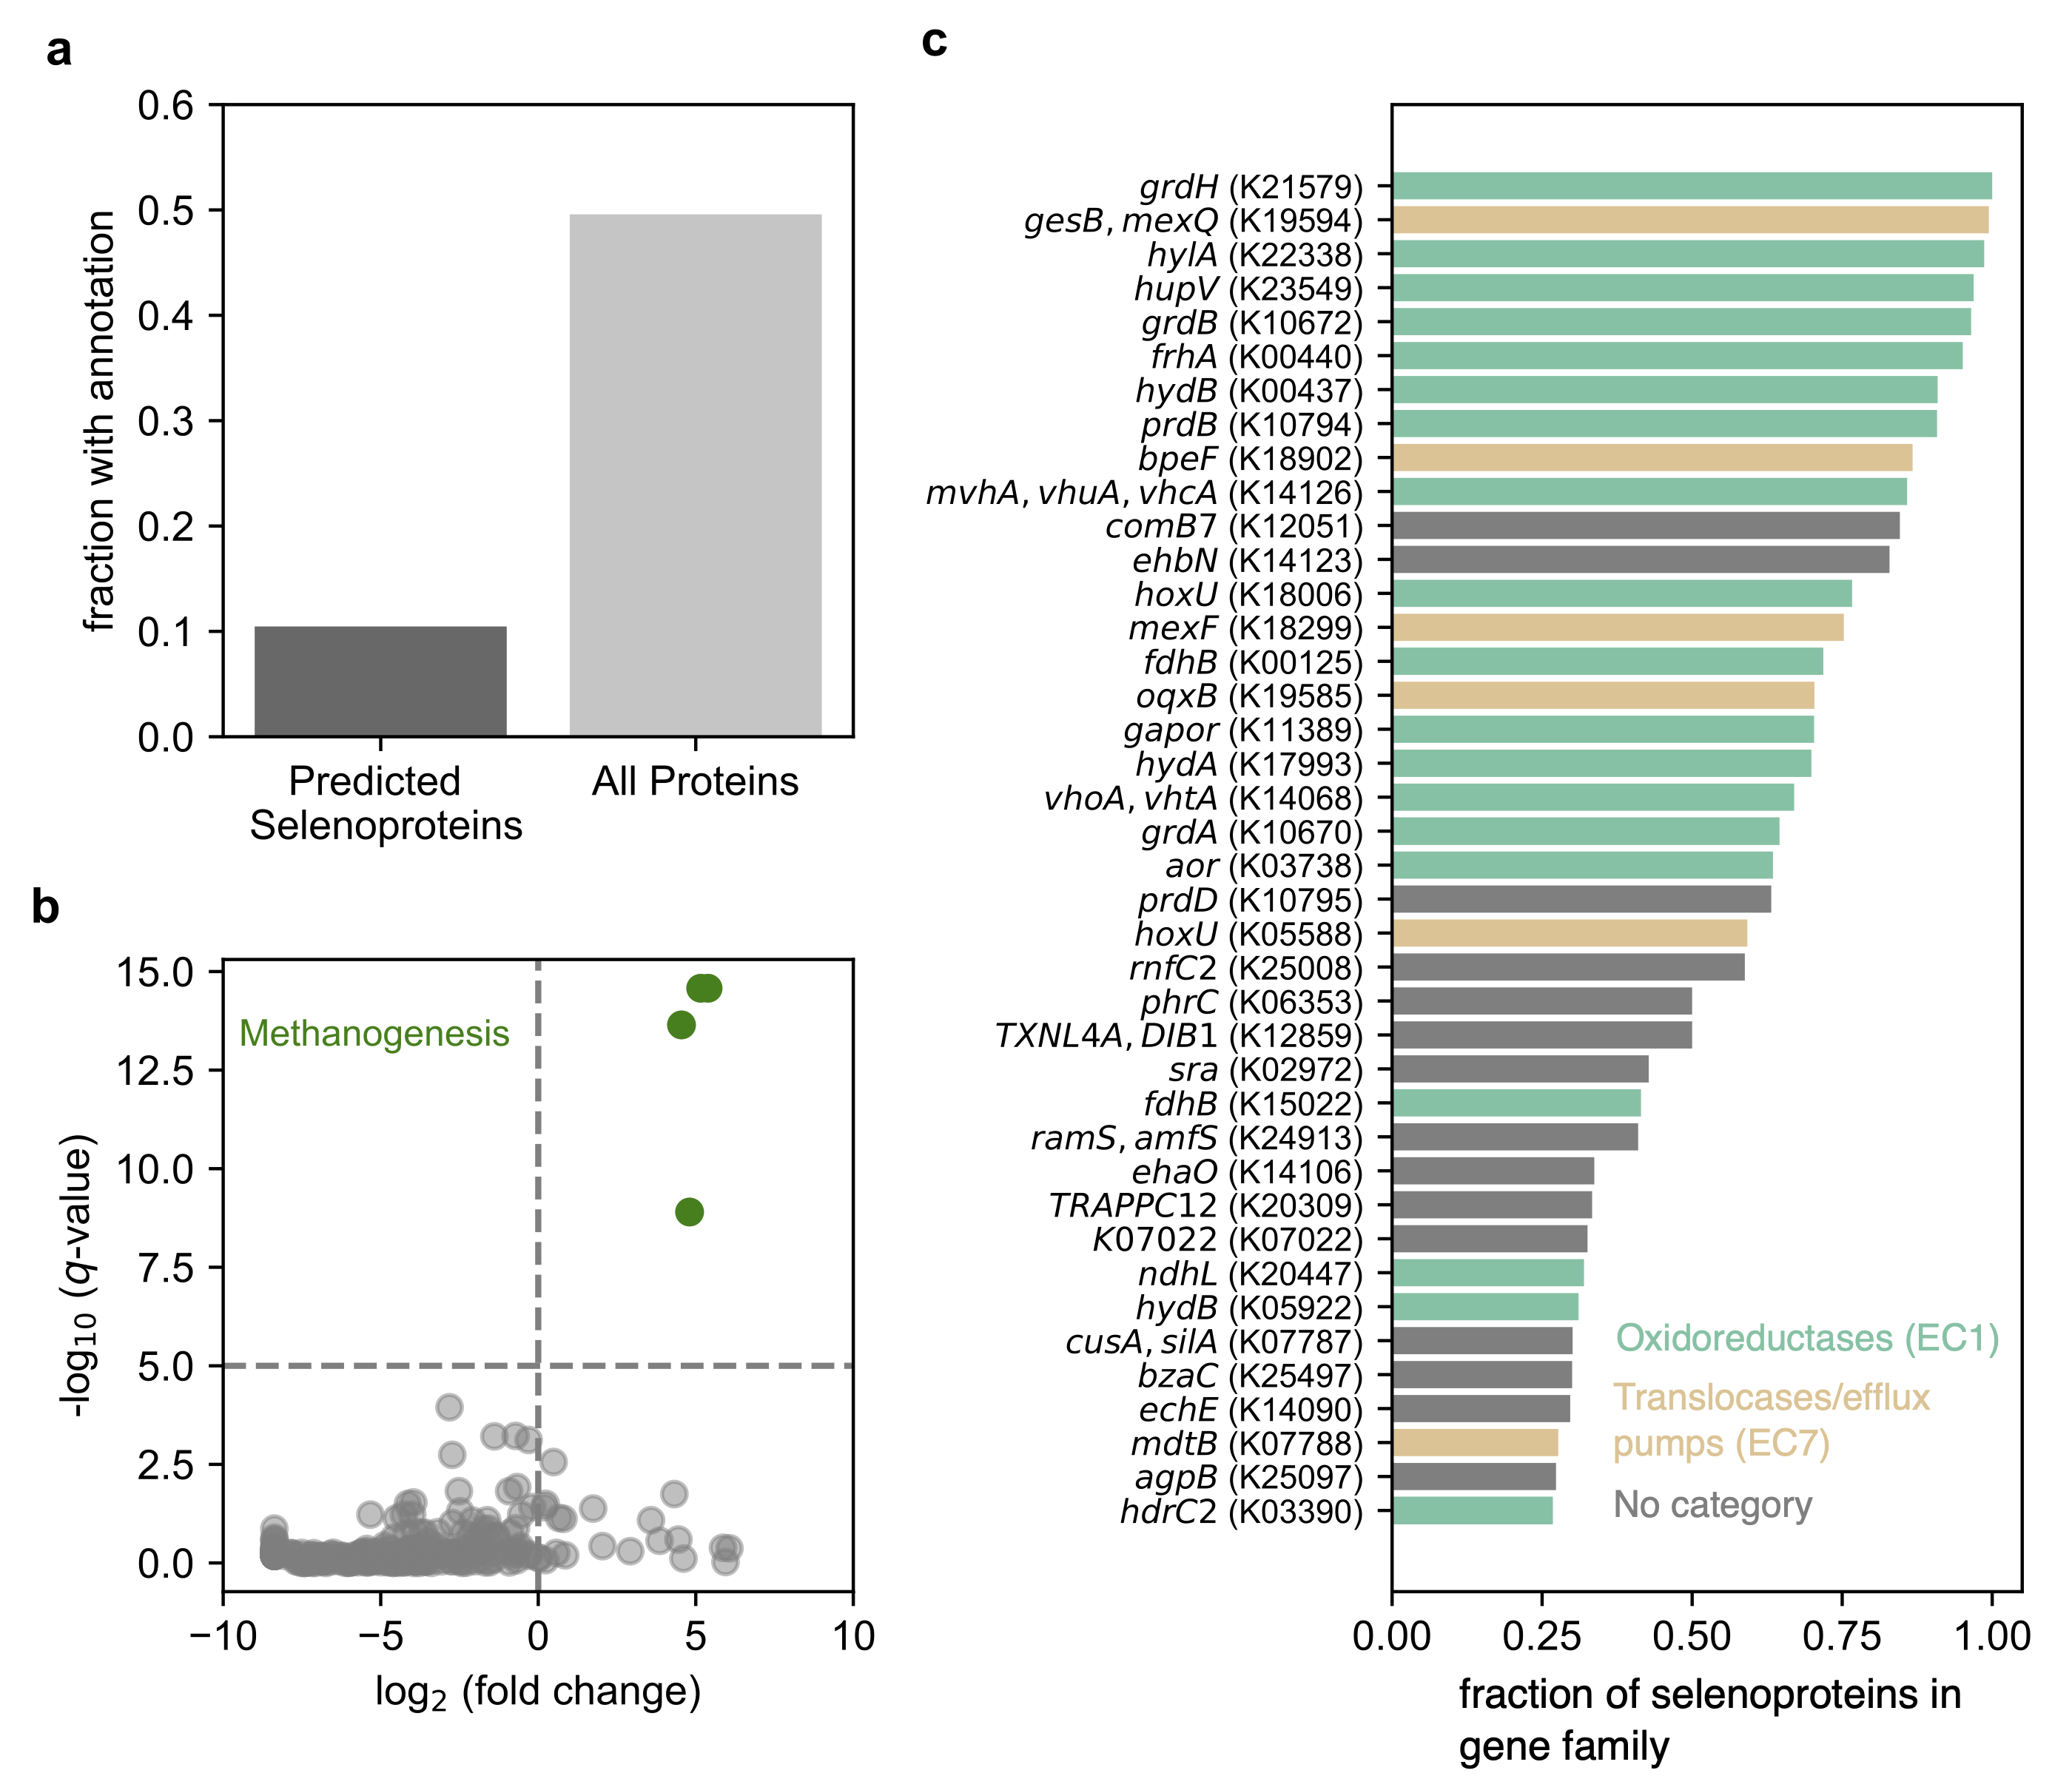 a
0.6
0.5
0.4
0.3
0.2
0.1
0.0
fraction with annotation
Predicted
Selenoproteins
All Proteins
b
15.0
12.5
10.0
7.5
5.0
2.5
0.0
-log10 (q-value)
Methanogenesis
−10
−5
0
5
10
log2 (fold change)
c
grdH (K21579)
gesB, mexQ (K19594)
hylA (K22338)
hupV (K23549)
grdB (K10672)
frhA (K00440)
hydB (K00437)
prdB (K10794)
bpeF (K18902)
mvhA, vhuA, vhcA (K14126)
comB7 (K12051)
ehbN (K14123)
hoxU (K18006)
mexF (K18299)
fdhB (K00125)
oqxB (K19585)
gapor (K11389)
hydA (K17993)
vhoA, vhtA (K14068)
grdA (K10670)
aor (K03738)
prdD (K10795)
hoxU (K05588)
rnfC2 (K25008)
phrC (K06353)
TXNL4A, DIB1 (K12859)
sra (K02972)
fdhB (K15022)
ramS, amfS (K24913)
ehaO (K14106)
TRAPPC12 (K20309)
K07022 (K07022)
ndhL (K20447)
hydB (K05922)
cusA, silA (K07787)
bzaC (K25497)
echE (K14090)
mdtB (K07788)
agpB (K25097)
hdrC2 (K03390)
Oxidoreductases (EC1)
Translocases/efflux
pumps (EC7)
No category
0.00
0.25
0.50
0.75
1.00
fraction of selenoproteins in
gene family